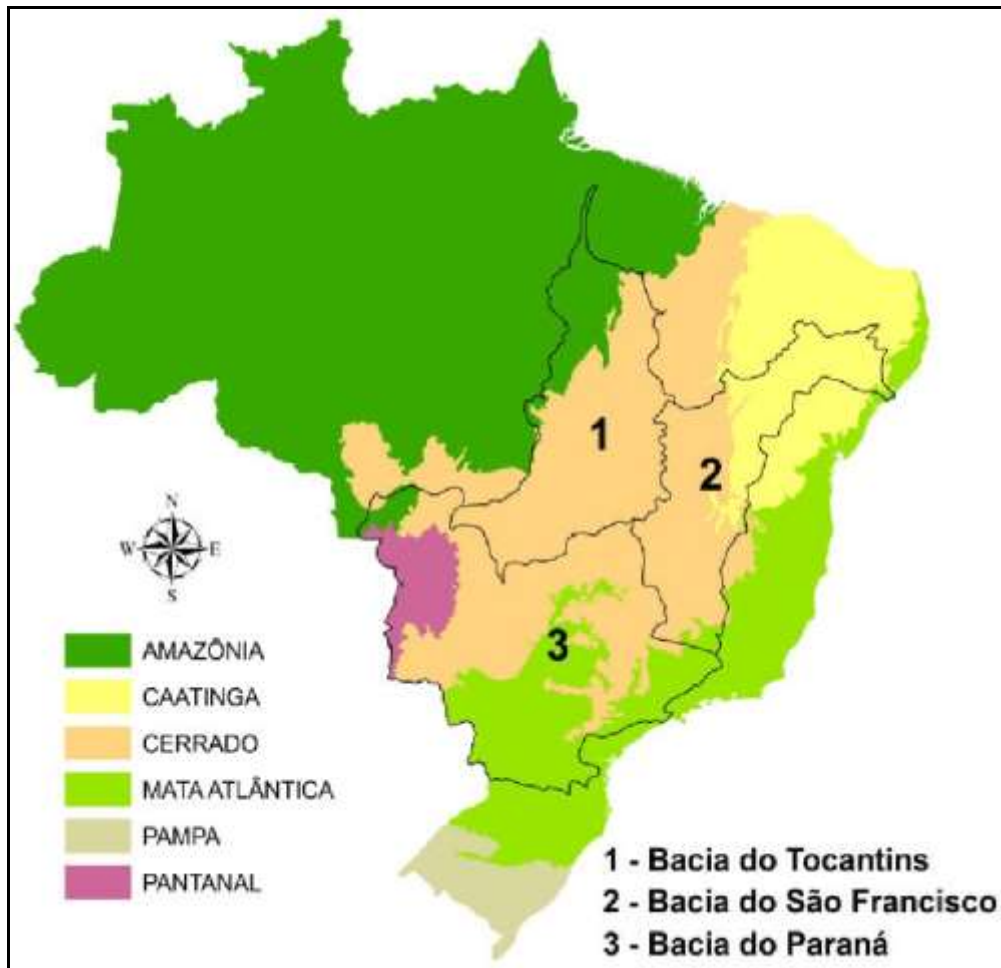 1
2
3
N
W
E
S
AMAZÔNIA
CAATINGA
CERRADO
MATA ATLÂNTICA
PAMPA
PANTANAL
1 - Bacia do Tocantins
2 - Bacia do São Francisco
3 - Bacia do Paraná